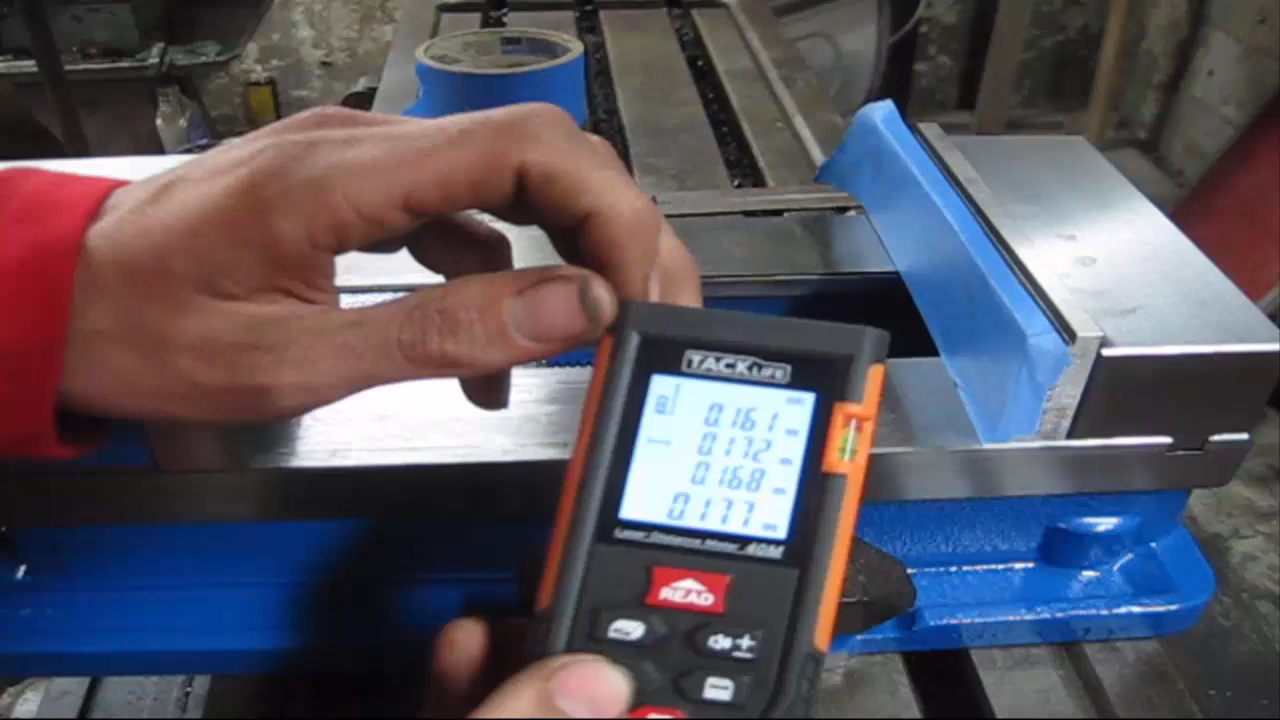 TACKLIFE
0.161
0.172
0.168
0.177
Laser Distance Meter 40M
READ